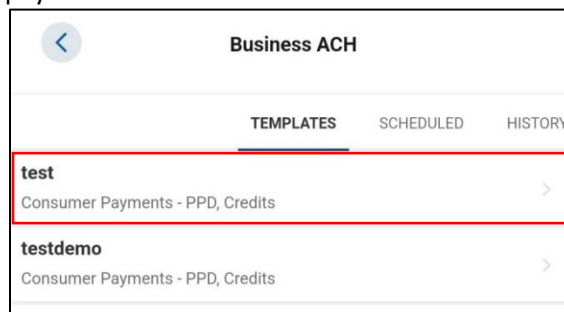 Business ACH
TEMPLATES SCHEDULED HISTORY
test
Consumer Payments - PPD, Credits
testdemo
Consumer Payments - PPD, Credits